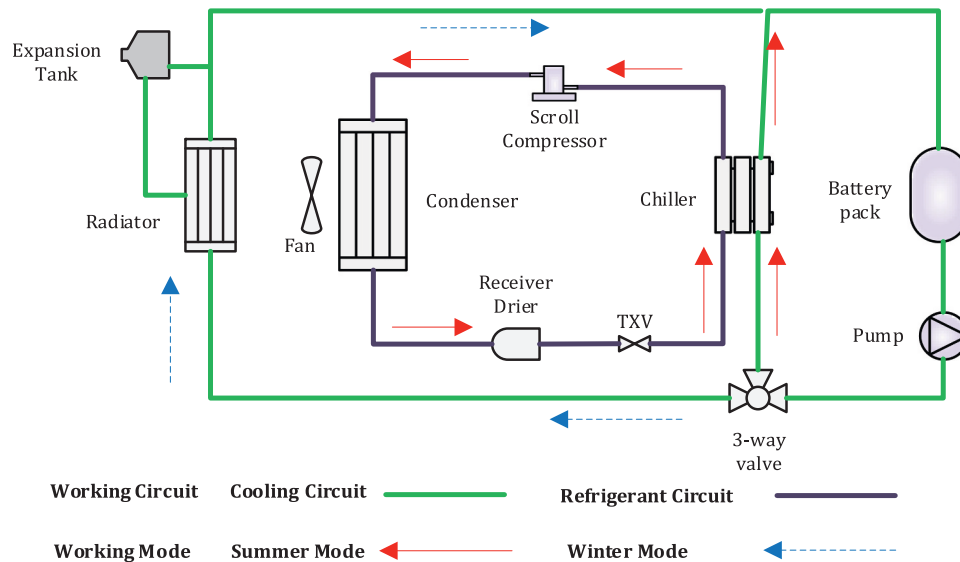 Expansion
Tank
Scroll
Compressor
Radiator
Fan
Condenser
Chiller
Battery
pack
Receiver
Drier
TXV
Pump
3-way
valve
Working Circuit Cooling Circuit Refrigerant Circuit
Working Mode Summer Mode Winter Mode